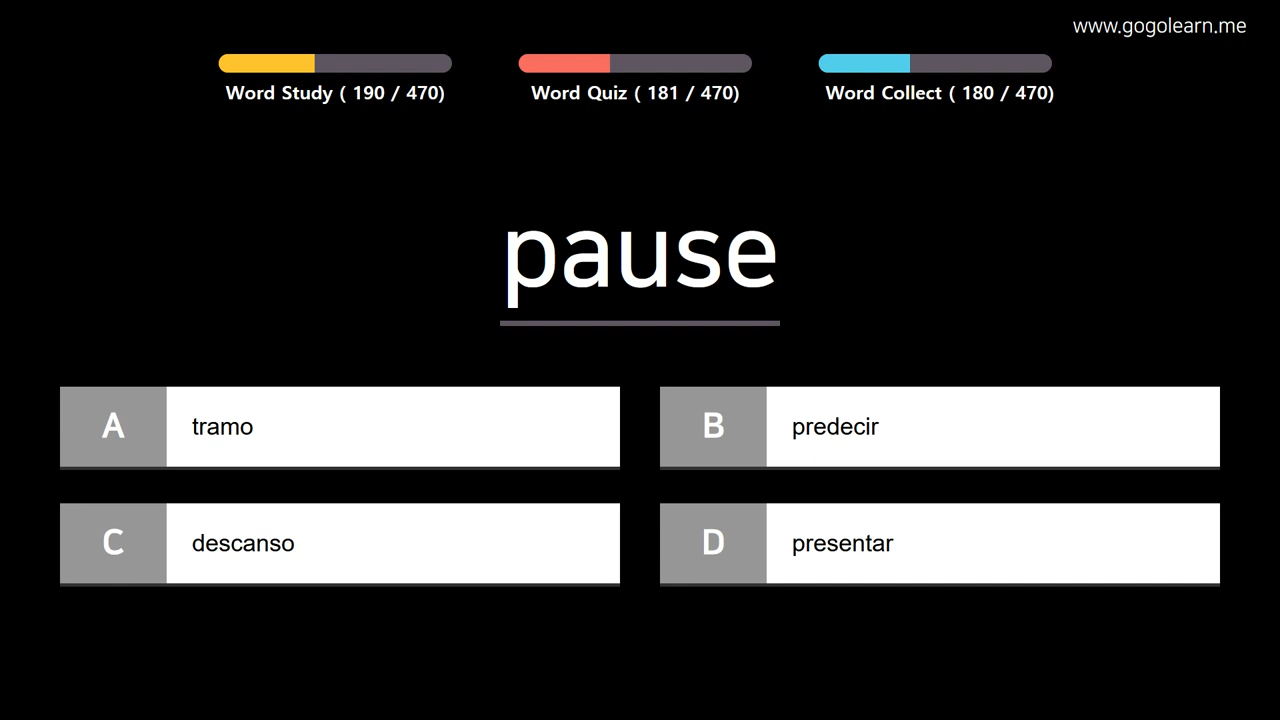 www.gogolearn.me
Word Study ( 190 / 470)
Word Quiz ( 181 / 470)
Word Collect ( 180 / 470)
pause
A
tramo
B
predecir
C
descanso
D
presentar